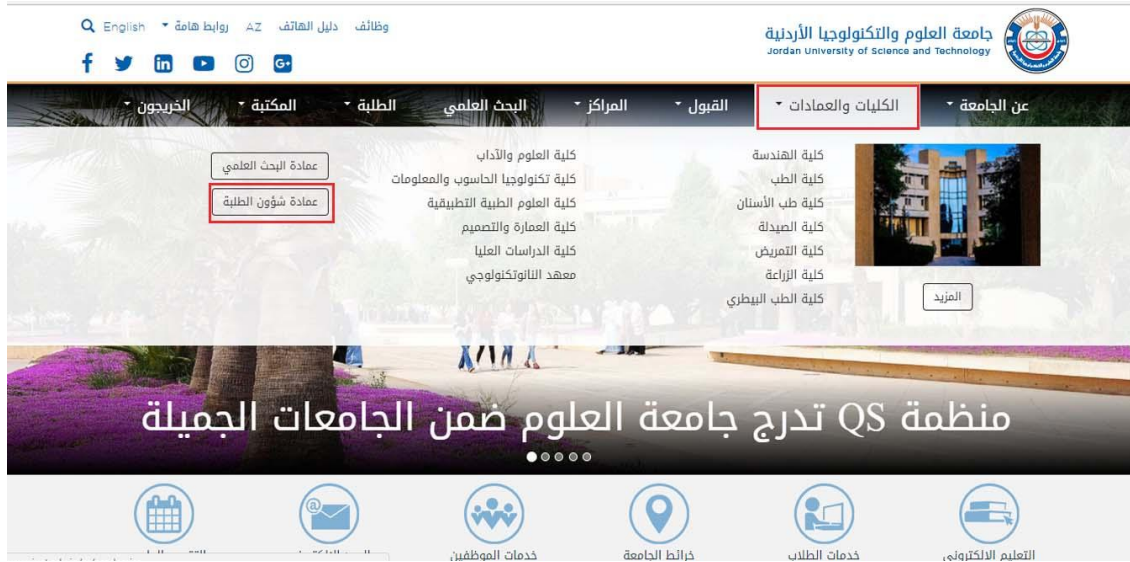 جامعة العلوم والتكنولوجيا الأردنية
Jordan University of Science and Technology
وظائف دليل الهاتف AZ روابط هامة English
عن الجامعة الكليات والعمادات القبول المراكز البحث العلمي الطلبة المكتبة الخريجون
المزيد
كلية الهندسة
كلية الطب
كلية طب الأسنان
كلية الصيدلة
كلية التمريض
كلية الزراعة
كلية الطب البيطري
كلية العلوم والآداب
كلية تكنولوجيا الحاسوب والمعلومات
كلية العلوم الطبية التطبيقية
كلية العمارة والتصميم
كلية الدراسات العليا
معهد النانوتكنولوجي
عمادة البحث العلمي
عمادة شؤون الطلبة
منظمة QS تدرج جامعة العلوم ضمن الجامعات الجميلة
التعليم الالكتروني خدمات الطلاب خرائط الجامعة خدمات الموظفين